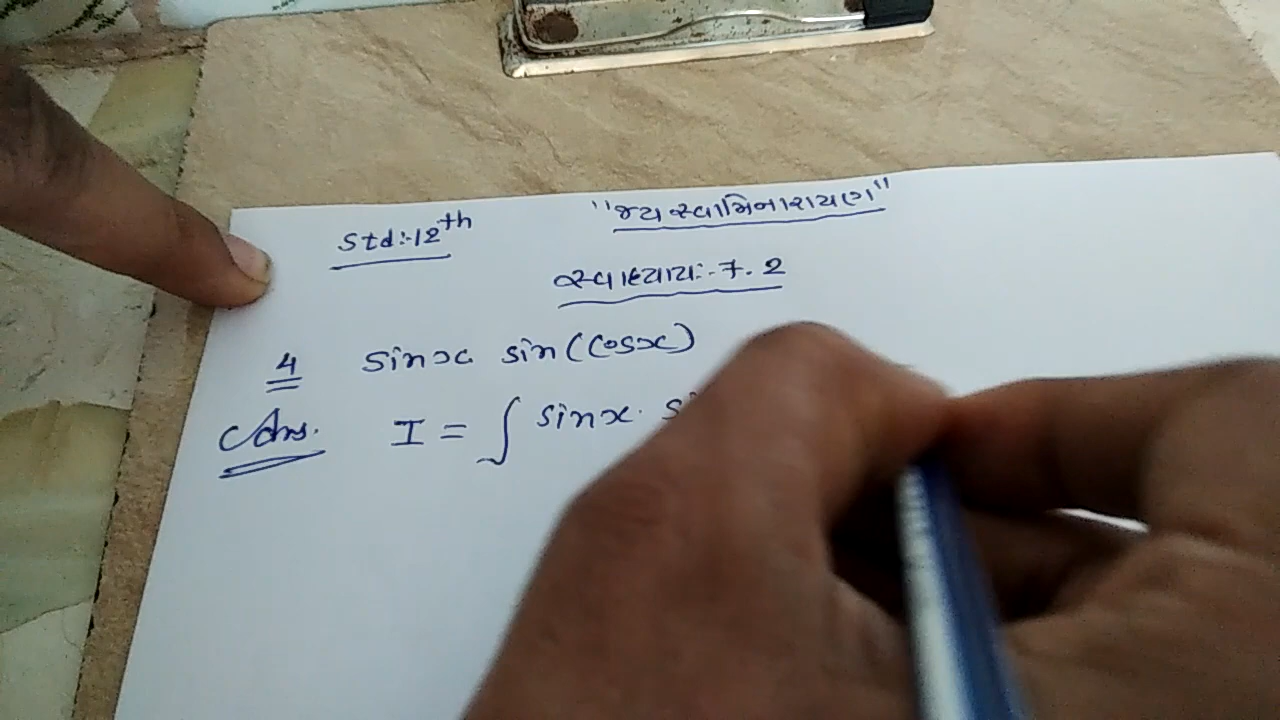 Std:-12th
"જય સ્વામિનારાયણ"
સ્વાધ્યાય:-7.2
4 sinx sin(cosx)
Ans. I = ∫ sinx.